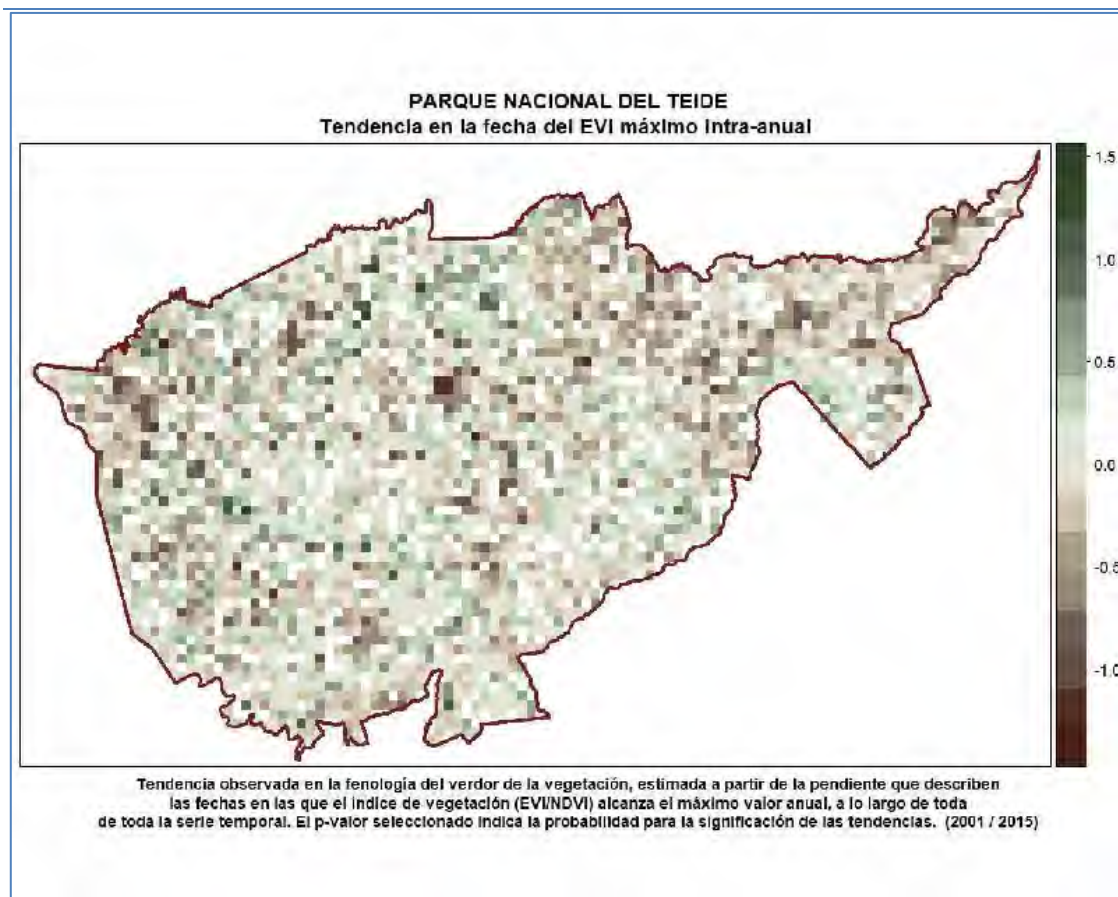 PARQUE NACIONAL DEL TEIDE
Tendencia en la fecha del EVI máximo intra-anual
1.5
1.0
0.5
0.0
-0.5
-1.0
Tendencia observada en la fenología del verdor de la vegetación, estimada a partir de la pendiente que describen
las fechas en las que el índice de vegetación (EVI/NDVI) alcanza el máximo valor anual, a lo largo de toda
de toda la serie temporal. El p-valor seleccionado indica la probabilidad para la significación de las tendencias. (2001 / 2015)